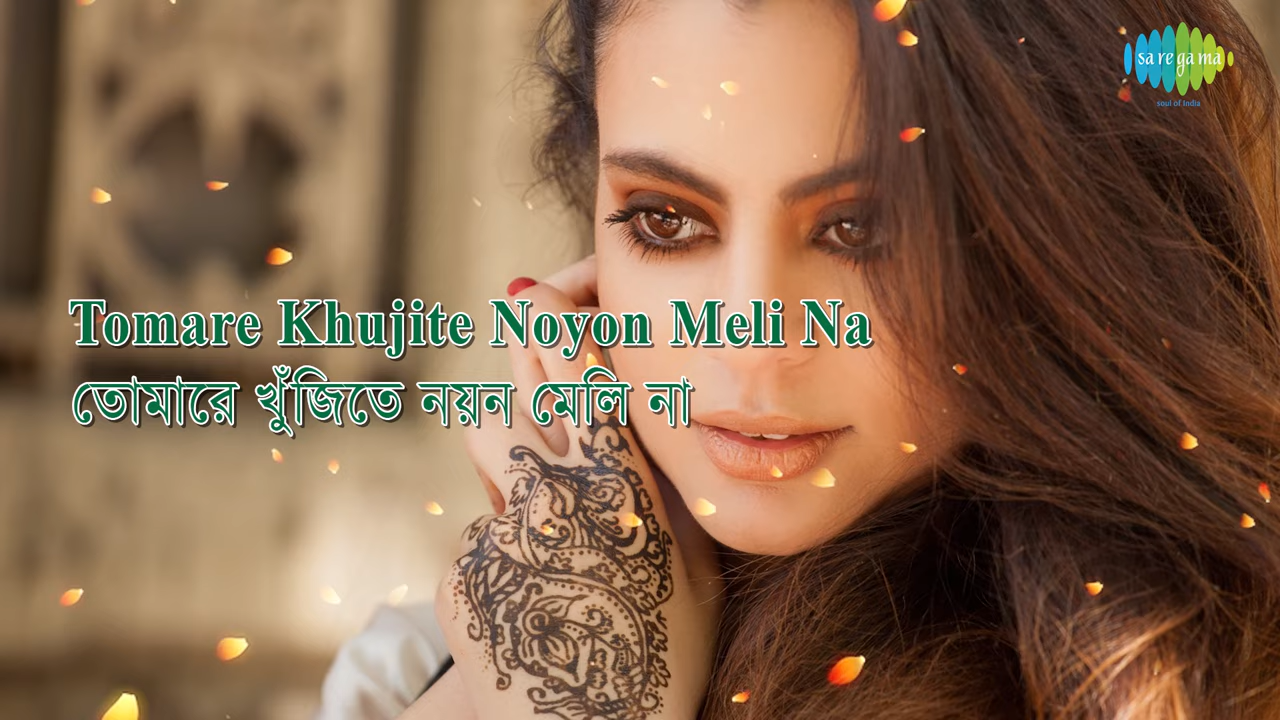 sa re ga ma
soul of India
Tomare Khujite Noyon Meli Na
তোমারে খুঁজিতে নয়ন মেলি না